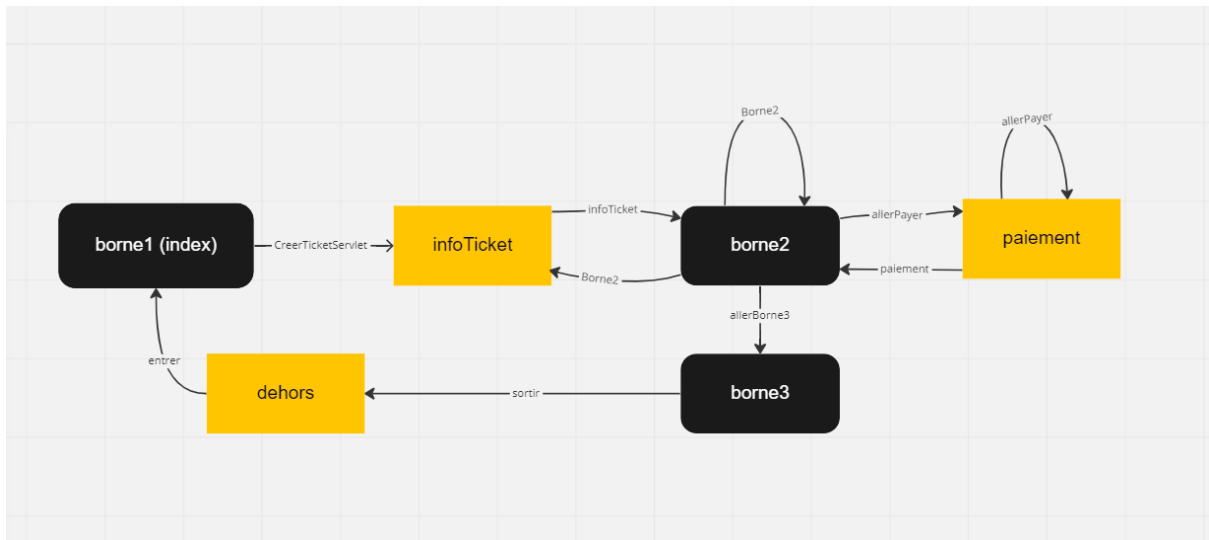 Borne2
allerPayer
infoTicket
allerPayer
borne1 (index)
CreerTicketServlet
infoTicket
borne2
paiement
Borne2
paiement
allerBorne3
entrer
dehors
sortir
borne3